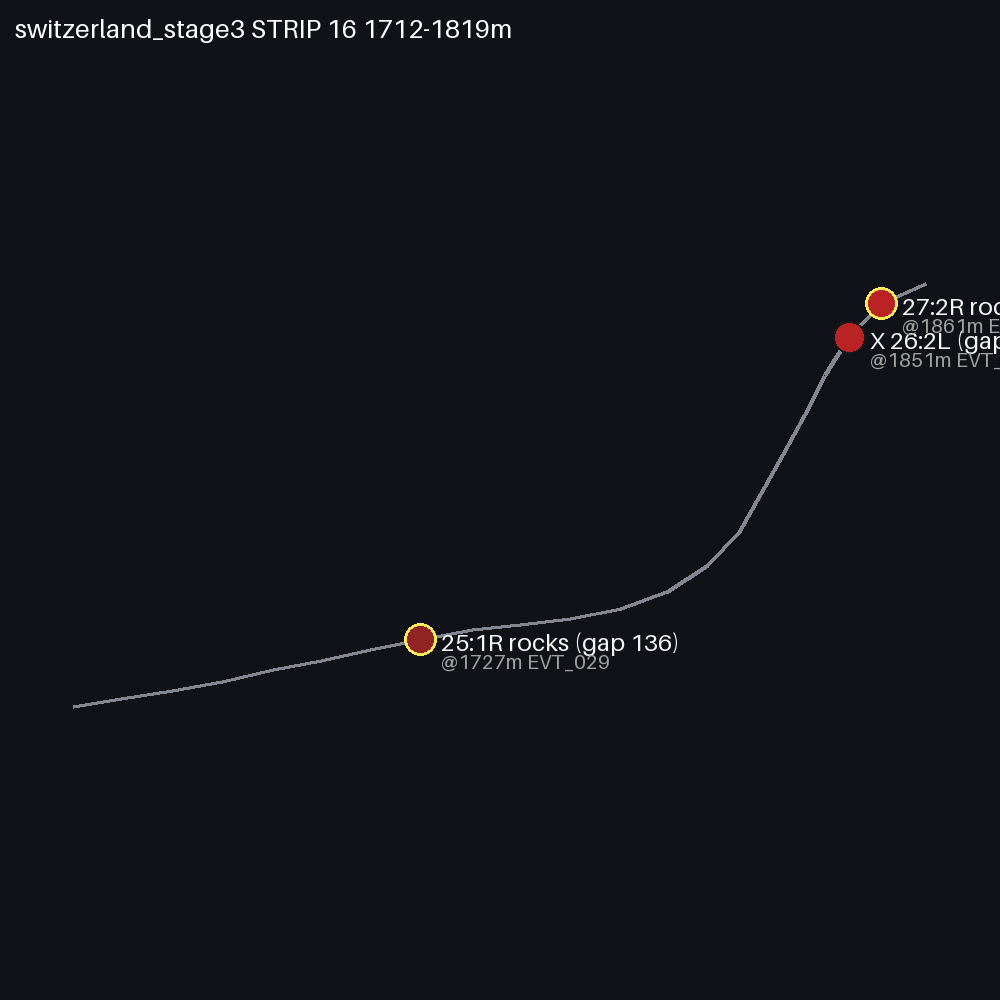 switzerland_stage3 STRIP 16 1712-1819m
27:2R roc
@1861m E
X 26:2L (gap
@1851m EVT_
25:1R rocks (gap 136)
@1727m EVT_029